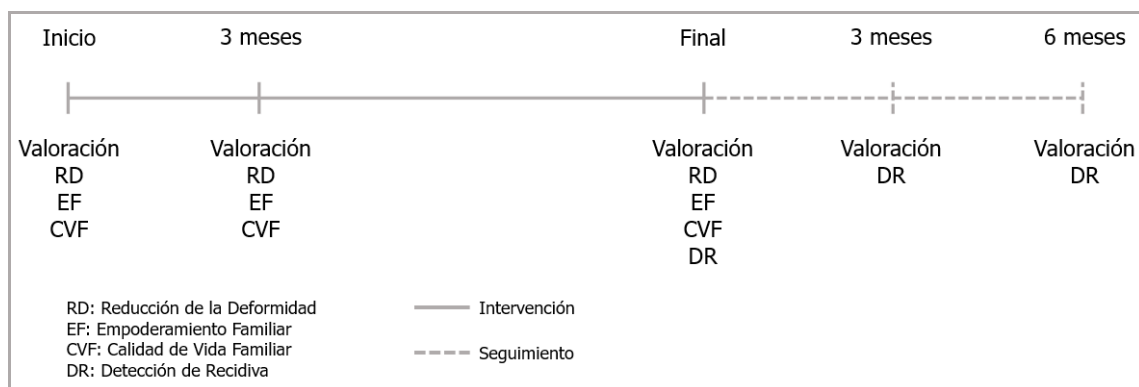 Inicio 3 meses Final 3 meses 6 meses
Valoración Valoración Valoración Valoración Valoración
RD RD RD DR DR
EF EF EF
CVF CVF CVF
DR
RD: Reducción de la Deformidad
EF: Empoderamiento Familiar
CVF: Calidad de Vida Familiar
DR: Detección de Recidiva
Intervención
Seguimiento